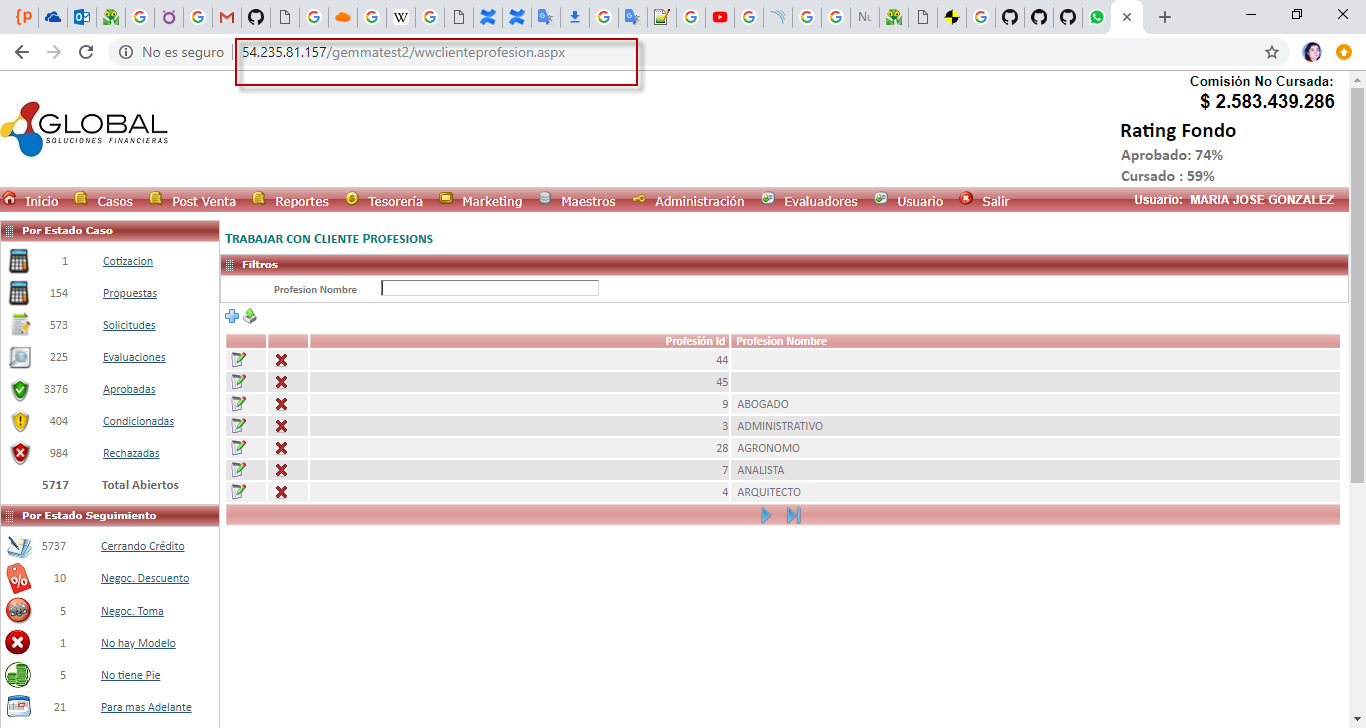 No es seguro
54.235.81.157/gemmatest2/wwclienteprofesion.aspx
Comisión No Cursada:
$ 2.583.439.286
GLOBAL
SOLUCIONES FINANCIERAS
Rating Fondo
Aprobado: 74%
Cursado : 59%
Inicio Casos Post Venta Reportes Tesorería Marketing Maestros Administración Evaluadores Usuario Salir Usuario: MARIA JOSE GONZALEZ
Por Estado Caso
1 Cotizacion
154 Propuestas
573 Solicitudes
225 Evaluaciones
3376 Aprobadas
404 Condicionadas
984 Rechazadas
5717 Total Abiertos
Por Estado Seguimiento
5737 Cerrando Crédito
10 Negoc. Descuento
5 Negoc. Toma
1 No hay Modelo
5 No tiene Pie
21 Para mas Adelante
TRABAJAR CON CLIENTE PROFESIONS
Filtros
Profesion Nombre
Profesión Id Profesion Nombre
44
45
9 ABOGADO
3 ADMINISTRATIVO
28 AGRONOMO
7 ANALISTA
4 ARQUITECTO